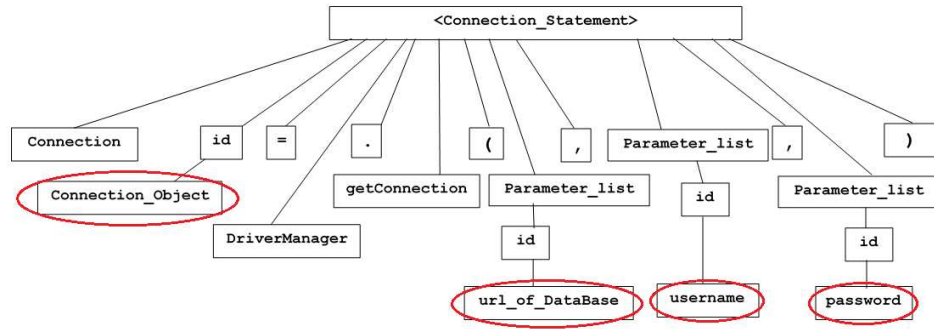 <Connection_Statement>
Connection
id
=
.
(
,
Parameter_list
,
)
Connection_Object
getConnection
Parameter_list
id
Parameter_list
DriverManager
id
id
url_of_DataBase
username
password